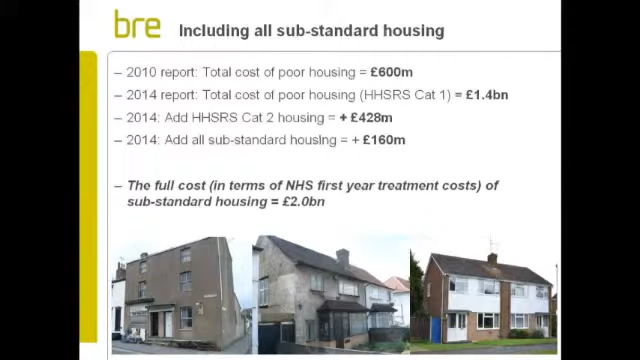 bre
Including all sub-standard housing
– 2010 report: Total cost of poor housing = £600m
– 2014 report: Total cost of poor housing (HHSRS Cat 1) = £1.4bn
– 2014: Add HHSRS Cat 2 housing = + £428m
– 2014: Add all sub-standard housing = + £160m
– The full cost (in terms of NHS first year treatment costs) of
sub-standard housing = £2.0bn